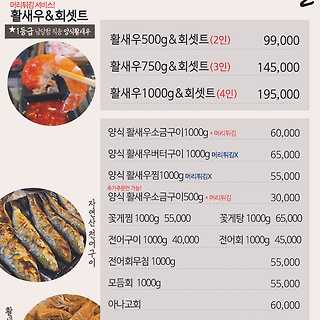 머리튀김 서비스!
활새우&회셋트
★1등급 담양펄 직송 양식활새우
활새우500g&회셋트(2인) 99,000
활새우750g&회셋트(3인) 145,000
활새우1000g&회셋트(4인) 195,000
양식 활새우소금구이1000g +머리튀김 60,000
양식 활새우버터구이 1000g 머리튀김X 65,000
양식 활새우찜1000g 머리튀김X 55,000
추가주문만 가능!
양식 활새우소금구이500g +머리튀김 30,000
꽃게찜 1000g 55,000 꽃게탕 1000g 65,000
전어구이 1000g 40,000 전어회 1000g 45,000
전어회무침 1000g 55,000
모듬회 1000g 55,000
아나고회 60,000
자연산 전어구이